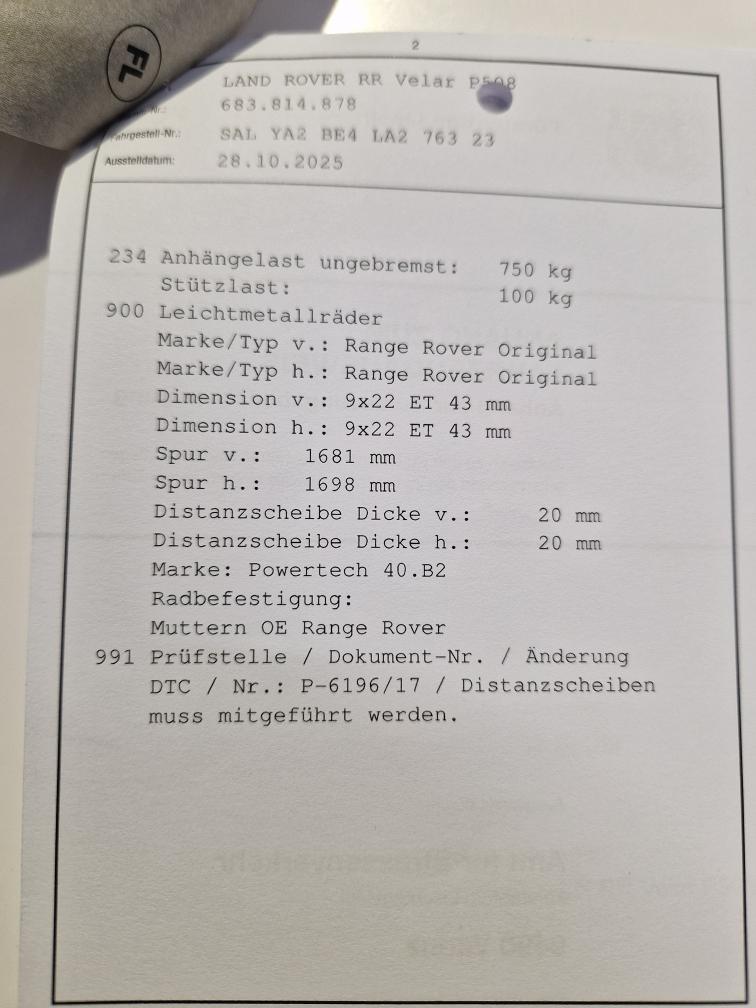 2
FL
LAND ROVER RR Velar P508
Nr.: 683.814.878
Fahrgestell-Nr.: SAL YA2 BE4 LA2 763 23
Ausstelldatum: 28.10.2025
234 Anhängelast ungebremst: 750 kg
Stützlast: 100 kg
900 Leichtmetallräder
Marke/Typ v.: Range Rover Original
Marke/Typ h.: Range Rover Original
Dimension v.: 9x22 ET 43 mm
Dimension h.: 9x22 ET 43 mm
Spur v.: 1681 mm
Spur h.: 1698 mm
Distanzscheibe Dicke v.: 20 mm
Distanzscheibe Dicke h.: 20 mm
Marke: Powertech 40.B2
Radbefestigung:
Muttern OE Range Rover
991 Prüfstelle / Dokument-Nr. / Änderung
DTC / Nr.: P-6196/17 / Distanzscheiben
muss mitgeführt werden.